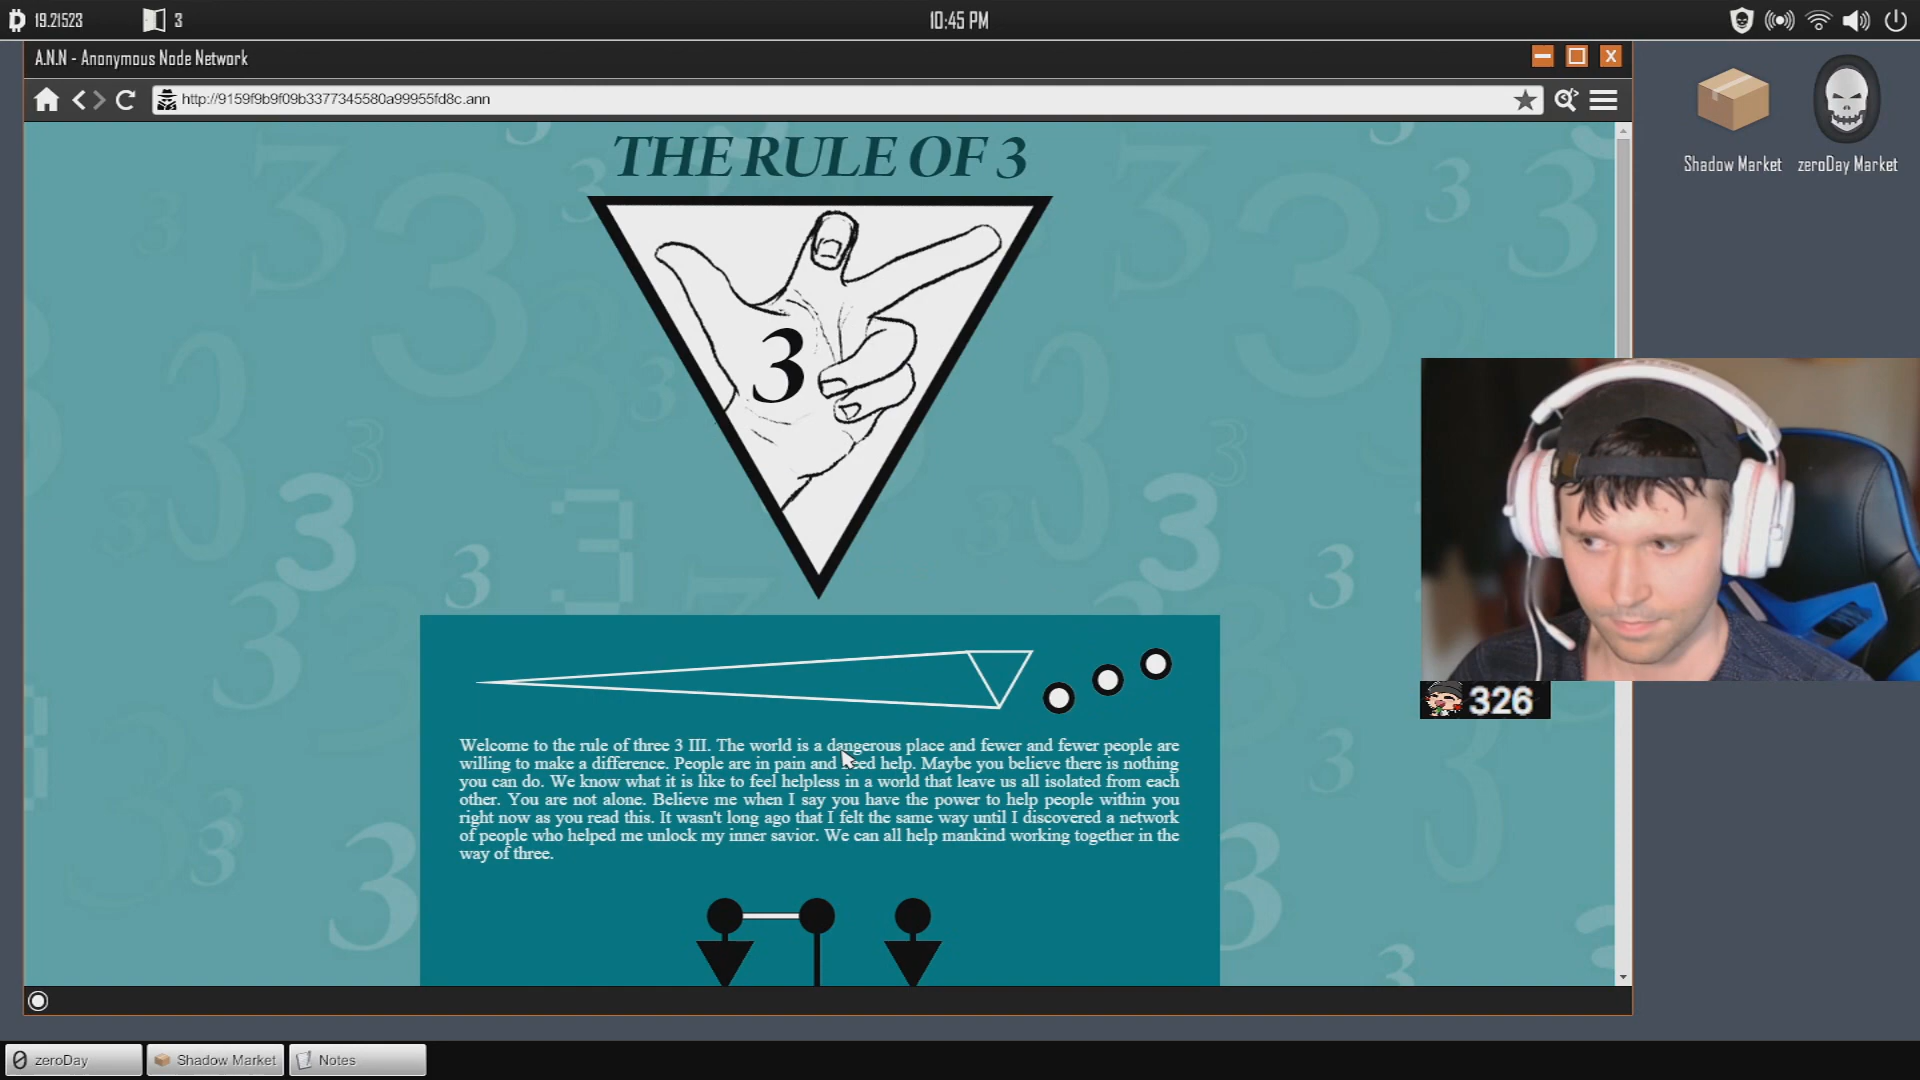 19.21523
3
10:45 PM
A.N.N - Anonymous Node Network
http://9159f9b9f09b3377345580a99955fd8c.ann
Shadow Market
zeroDay Market
THE RULE OF 3
3
326
Welcome to the rule of three 3 III. The world is a dangerous place and fewer and fewer people are
willing to make a difference. People are in pain and need help. Maybe you believe there is nothing
you can do. We know what it is like to feel helpless in a world that leave us all isolated from each
other. You are not alone. Believe me when I say you have the power to help people within you
right now as you read this. It wasn't long ago that I felt the same way until I discovered a network
of people who helped me unlock my inner savior. We can all help mankind working together in the
way of three.
zeroDay
Shadow Market
Notes